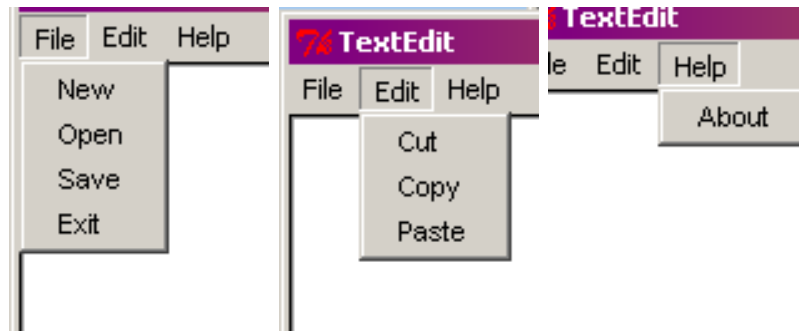 File Edit Help
New
Open
Save
Exit
TextEdit
File Edit Help
Cut
Copy
Paste
TextEdit
le Edit Help
About